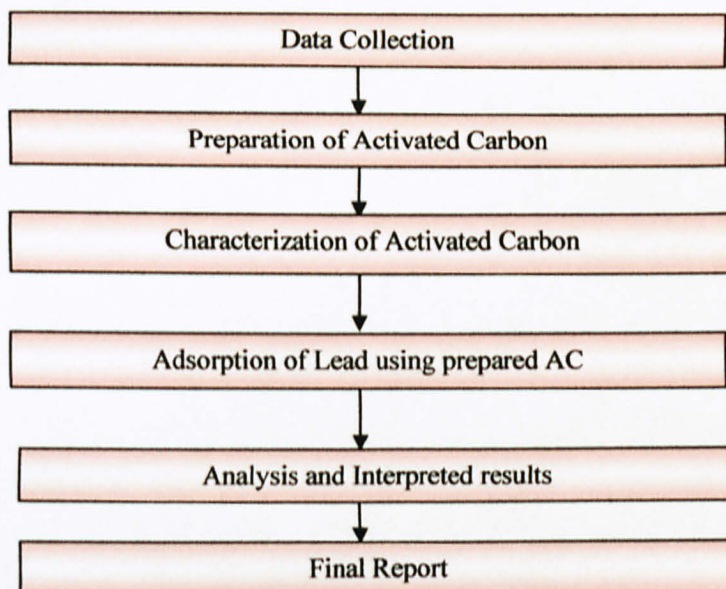 Data Collection
Preparation of Activated Carbon
Characterization of Activated Carbon
Adsorption of Lead using prepared AC
Analysis and Interpreted results
Final Report